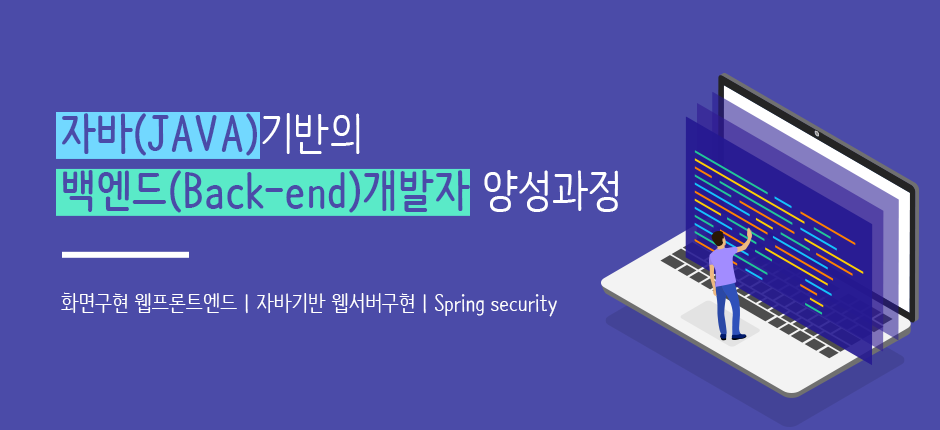 자바(JAVA)기반의
백엔드(Back-end)개발자 양성과정
화면구현 웹프론트엔드 | 자바기반 웹서버구현 | Spring security